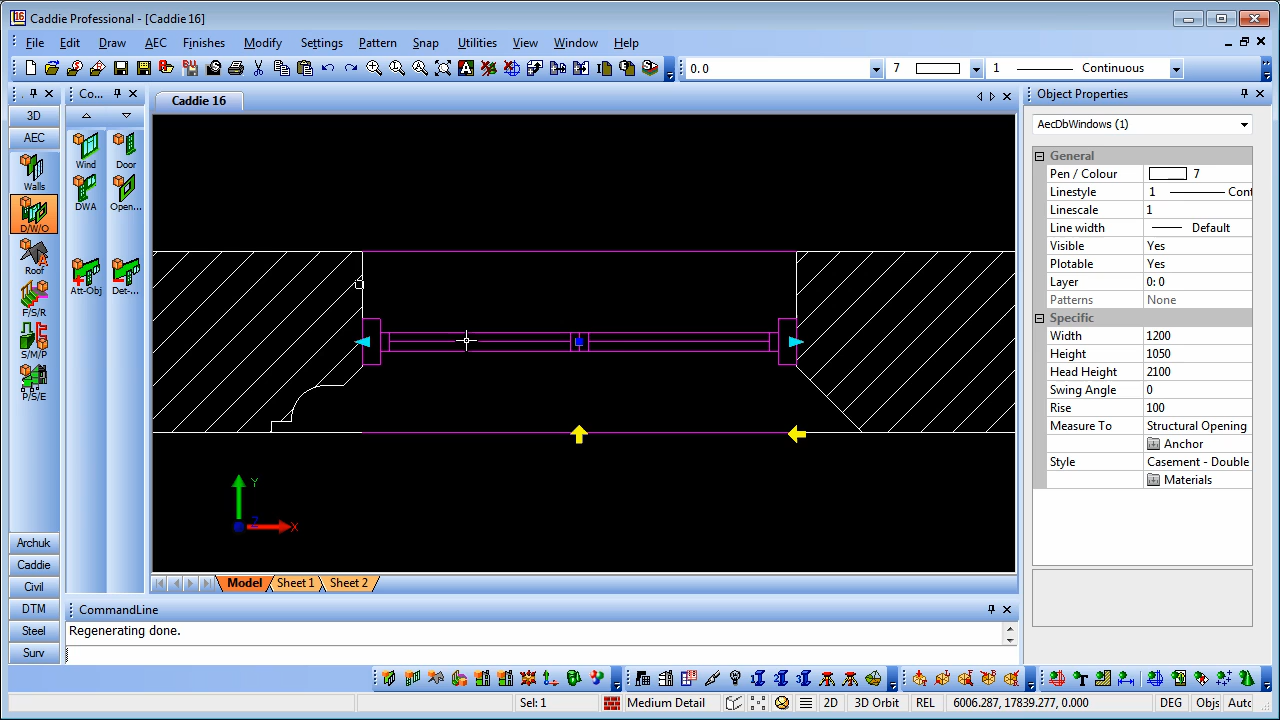 Caddie Professional - [Caddie 16]
File Edit Draw AEC Finishes Modify Settings Pattern Snap Utilities View Window Help
0. 0 7 1 Continuous
. Co...
Caddie 16
Object Properties
3D
AEC
Walls
D/W/O
Roof
F/S/R
S/M/P
P/S/E
Archuk
Caddie
Civil
DTM
Steel
Surv
Wind Door
DWA Open...
Att-Obj Det-...
Y
Z X
Model Sheet 1 Sheet 2
AecDbWindows (1)
General
Pen / Colour 7
Linestyle 1 Cont
Linescale 1
Line width Default
Visible Yes
Plotable Yes
Layer 0: 0
Patterns None
Specific
Width 1200
Height 1050
Head Height 2100
Swing Angle 0
Rise 100
Measure To Structural Opening
Anchor
Style Casement - Double
Materials
CommandLine
Regenerating done.
Sel: 1 Medium Detail 2D 3D Orbit REL 6006.287, 17839.277, 0.000 DEG Objs Auto